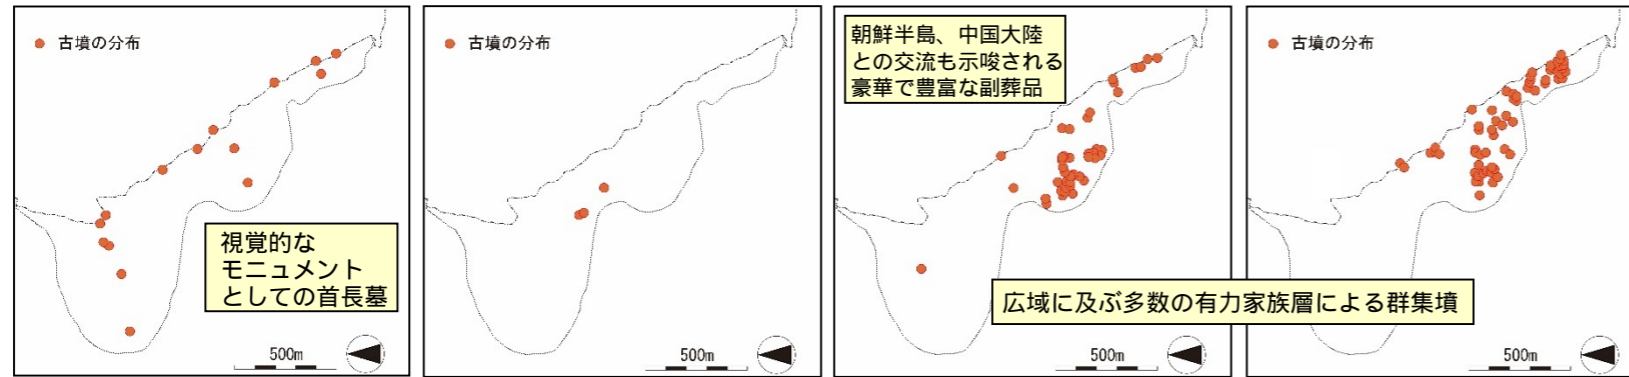 古墳の分布
視覚的な
モニュメント
としての首長墓
500m
古墳の分布
500m
朝鮮半島、中国大陸
との交流も示唆される
豪華で豊富な副葬品
500m
古墳の分布
広域に及ぶ多数の有力家族層による群集墳
500m